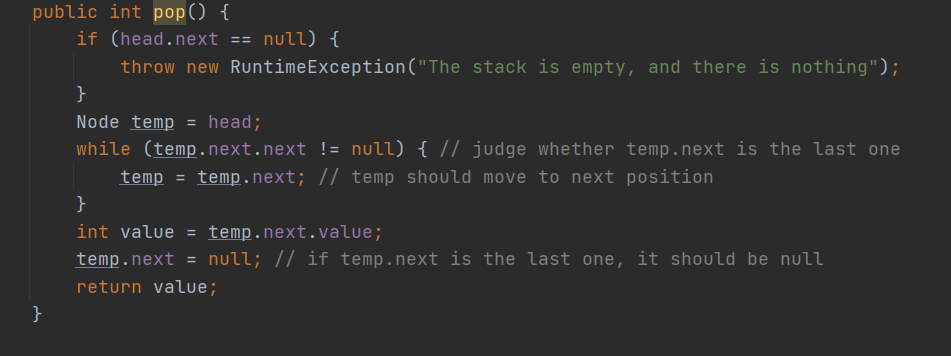 public int pop() {
if (head.next == null) {
throw new RuntimeException("The stack is empty, and there is nothing");
}
Node temp = head;
while (temp.next.next != null) { // judge whether temp.next is the last one
temp = temp.next; // temp should move to next position
}
int value = temp.next.value;
temp.next = null; // if temp.next is the last one, it should be null
return value;
}